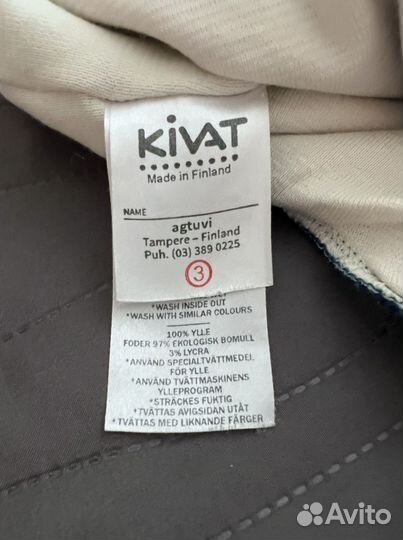 KIVAT
Made in Finland
NAME
agtuvi
Tampere – Finland
Puh. (03) 389 0225
3
*WASH INSIDE OUT
*WASH WITH SIMILAR COLOURS
100% YLLE
FODER 97% EKOLOGISK BOMULL
3% LYCRA
*ANVÄND SPECIALTVÄTTMEDEL
FÖR YLLE
*ANVÄND TVÄTTMASKINENS
YLLEPROGRAM
*STRÄCKES FUKTIG
*TVÄTTAS AVIGSIDAN UTÅT
*TVÄTTAS MED LIKNANDE FÄRGER
Avito